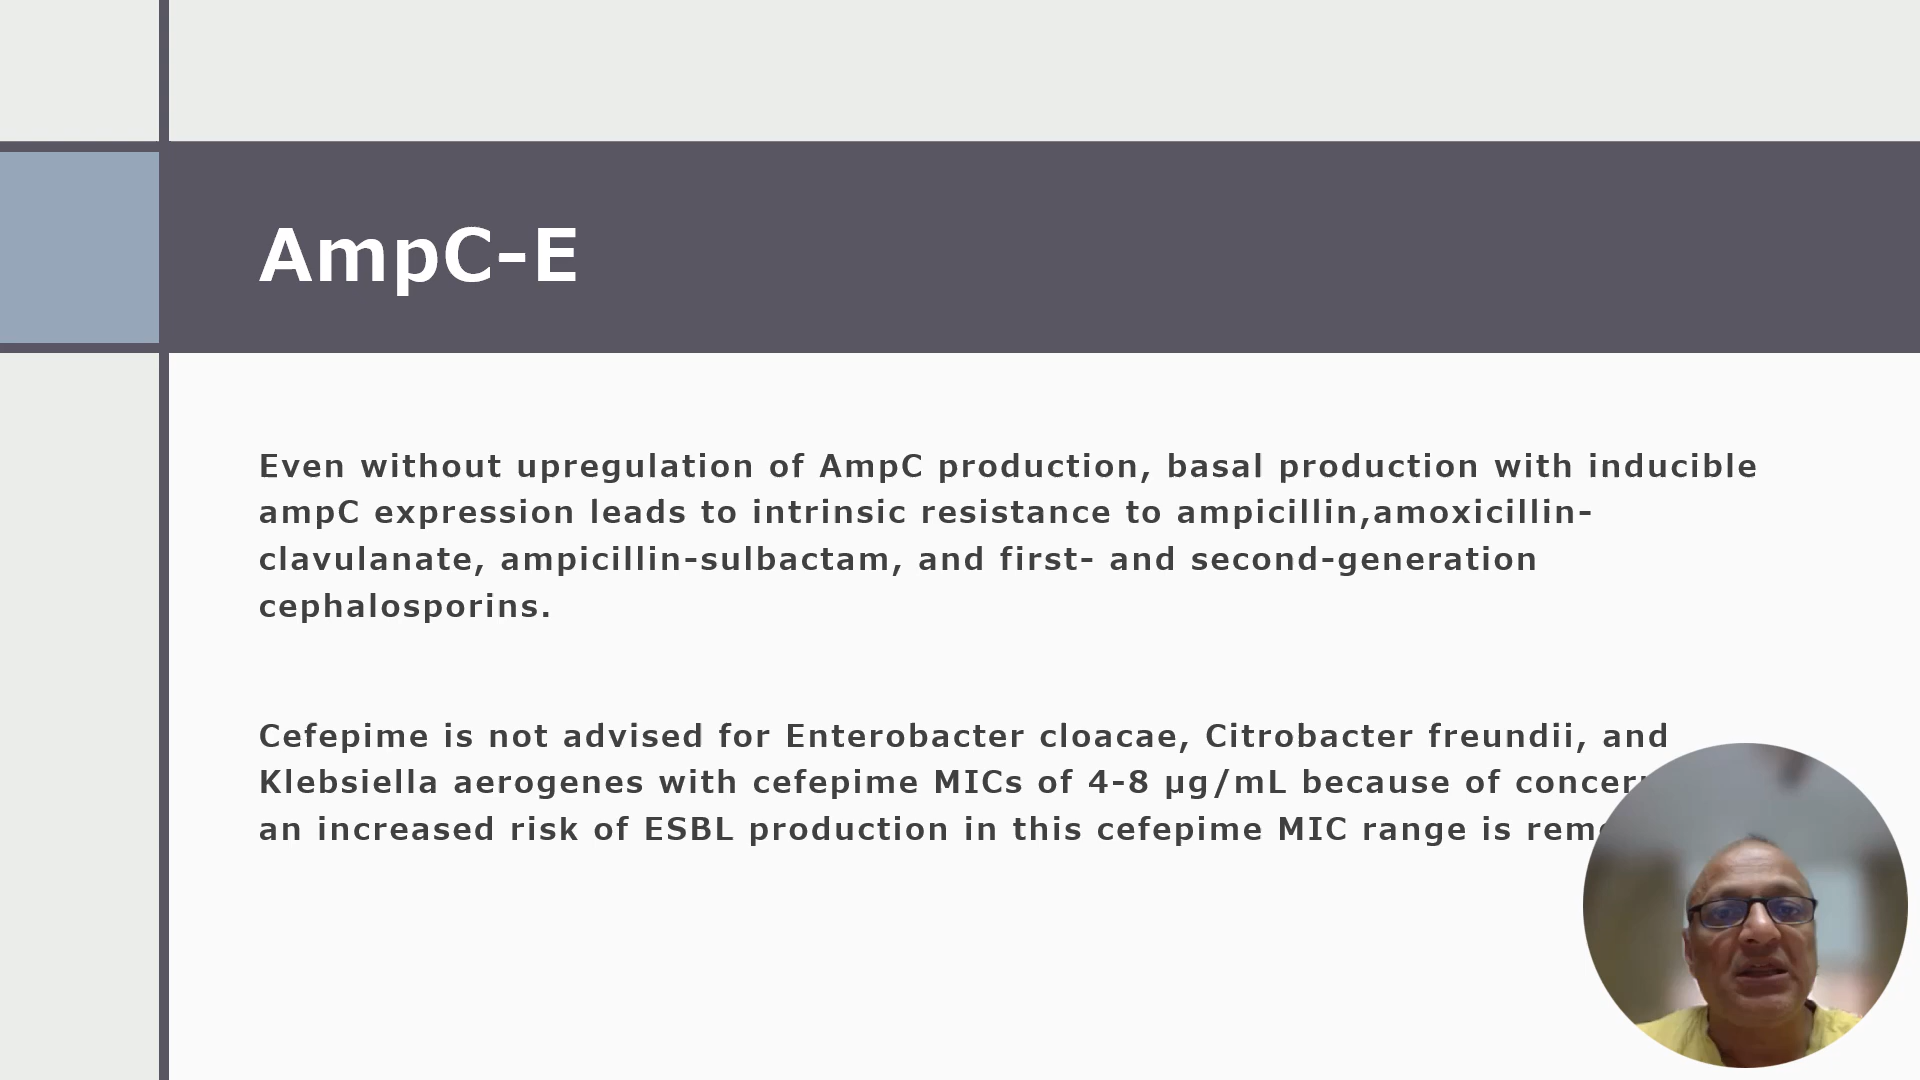 AmpC-E
Even without upregulation of AmpC production, basal production with inducible
ampC expression leads to intrinsic resistance to ampicillin,amoxicillin-
clavulanate, ampicillin-sulbactam, and first- and second-generation
cephalosporins.
Cefepime is not advised for Enterobacter cloacae, Citrobacter freundii, and
Klebsiella aerogenes with cefepime MICs of 4-8 µg/mL because of
an increased risk of ESBL production in this cefepime MIC range is